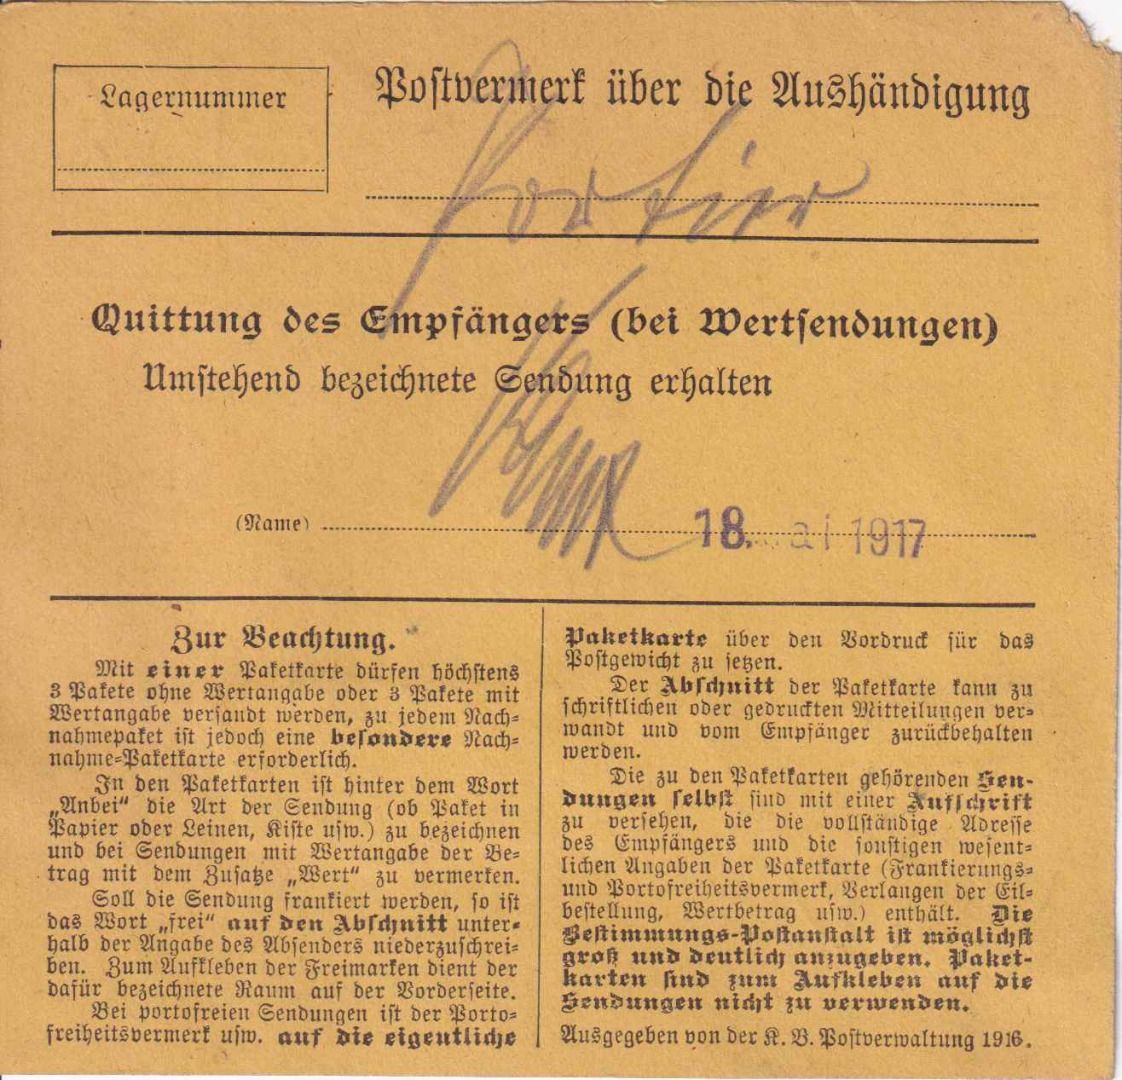 Lagernummer
Postvermerk über die Aushändigung
Portier
Quittung des Empfängers (bei Wertsendungen)
Umstehend bezeichnete Sendung erhalten
(Name)
18. Mai 1917
Zur Beachtung.
Mit einer Paketkarte dürfen höchstens
3 Pakete ohne Wertangabe oder 3 Pakete mit
Wertangabe versandt werden, zu jedem Nach-
nahmepaket ist jedoch eine besondere Nach-
nahme-Paketkarte erforderlich.
In den Paketkarten ist hinter dem Wort
„Anbei“ die Art der Sendung (ob Paket in
Papier oder Leinen, Kiste usw.) zu bezeichnen
und bei Sendungen mit Wertangabe der Be-
trag mit dem Zusatze „Wert“ zu vermerken.
Soll die Sendung frankiert werden, so ist
das Wort „frei“ auf den Abschnitt unter-
halb der Angabe des Absenders niederzuschrei-
ben. Zum Aufkleben der Freimarken dient der
dafür bezeichnete Raum auf der Vorderseite.
Bei portofreien Sendungen ist der Porto-
freiheitsvermerk usw. auf die eigentliche
Paketkarte über den Vordruck für das
Postgewicht zu setzen.
Der Abschnitt der Paketkarte kann zu
schriftlichen oder gedruckten Mitteilungen ver-
wandt und vom Empfänger zurückbehalten
werden.
Die zu den Paketkarten gehörenden Sen-
dungen selbst sind mit einer Aufschrift
zu versehen, die die vollständige Adresse
des Empfängers und die sonstigen wesent-
lichen Angaben der Paketkarte (Frankierungs-
und Portofreiheitsvermerk, Verlangen der Eil-
bestellung, Wertbetrag usw.) enthält. Die
Bestimmungs-Postanstalt ist möglichst
groß und deutlich anzugeben. Paket-
karten sind zum Aufkleben auf die
Sendungen nicht zu verwenden.
Ausgegeben von der K. B. Postverwaltung 1916.